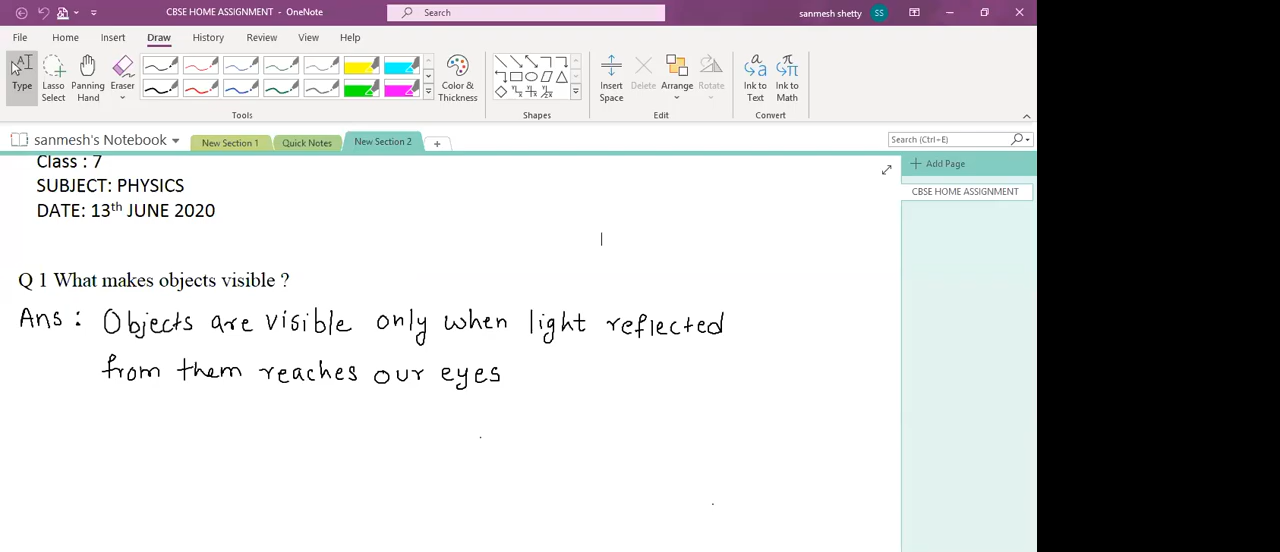 CBSE HOME ASSIGNMENT - OneNote
Search
sanmesh shetty SS
File Home Insert Draw History Review View Help
Type Lasso Select Panning Hand Eraser Color & Thickness Insert Space Delete Arrange Rotate Ink to Text Ink to Math
Tools Shapes Edit Convert
sanmesh's Notebook New Section 1 Quick Notes New Section 2 + Search (Ctrl+E)
Add Page
CBSE HOME ASSIGNMENT
Class : 7
SUBJECT: PHYSICS
DATE: 13th JUNE 2020
Q 1 What makes objects visible ?
Ans : Objects are visible only when light reflected
from them reaches our eyes